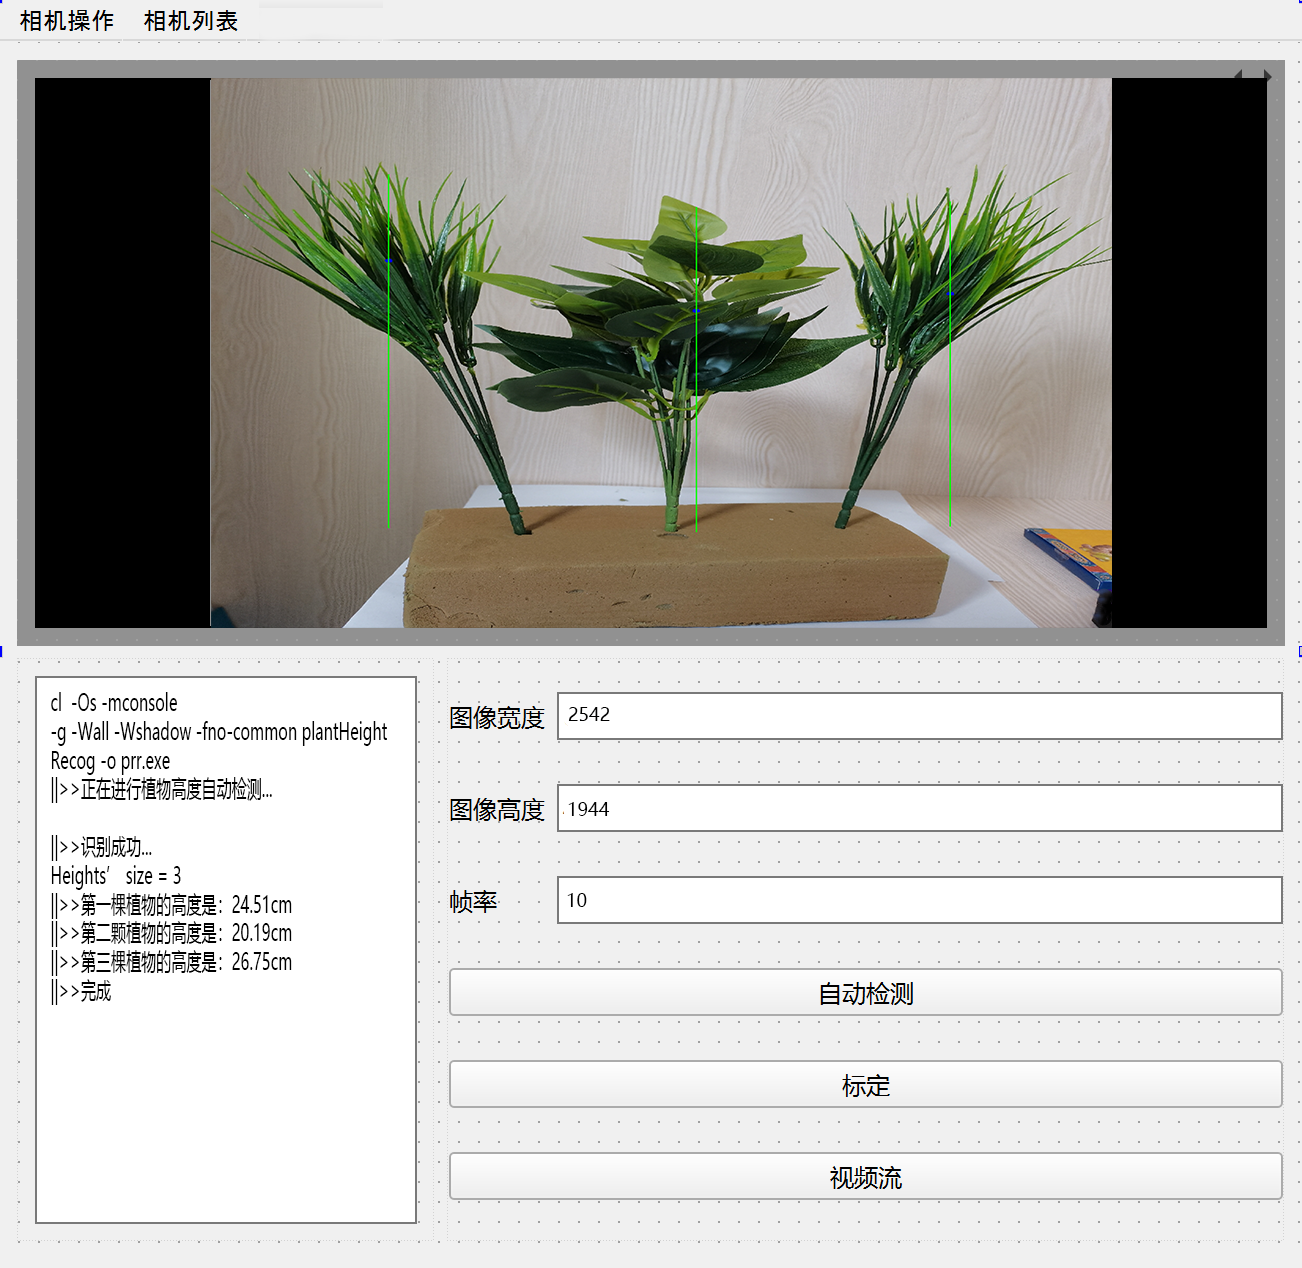 相机操作 相机列表
cl -Os -mconsole
-g -Wall -Wshadow -fno-common plantHeight
Recog -o prr.exe
||>>正在进行植物高度自动检测...
||>>识别成功...
Heights’ size = 3
||>>第一棵植物的高度是：24.51cm
||>>第二颗植物的高度是：20.19cm
||>>第三棵植物的高度是：26.75cm
||>>完成
图像宽度 2542
图像高度 1944
帧率 10
自动检测
标定
视频流